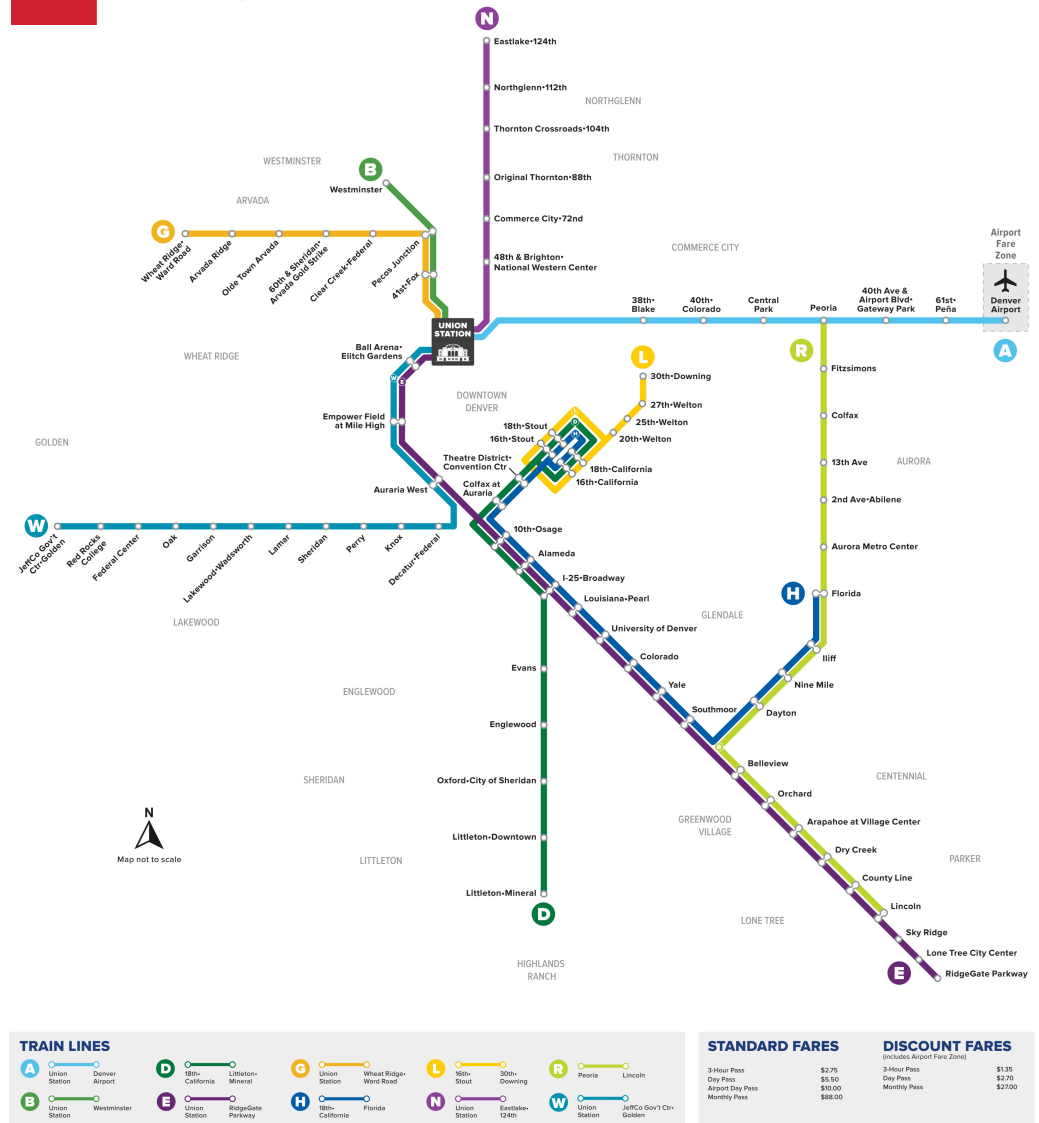 N
Eastlake•124th
Northglenn•112th
NORTHGLENN
Thornton Crossroads•104th
THORNTON
WESTMINSTER
B
Westminster
Original Thornton•88th
ARVADA
Commerce City•72nd
G
Wheat Ridge•
Ward Road
Arvada Ridge
Olde Town Arvada
60th & Sheridan•
Arvada Gold Strike
Clear Creek•Federal
Pecos Junction
41st•Fox
48th & Brighton•
National Western Center
COMMERCE CITY
Airport
Fare
Zone
38th•
Blake
40th•
Colorado
Central
Park
Peoria
40th Ave &
Airport Blvd•
Gateway Park
61st•
Peña
Denver
Airport
A
UNION
STATION
Ball Arena•
Elitch Gardens
WHEAT RIDGE
W
E
R
L
Fitzsimons
30th•Downing
DOWNTOWN
DENVER
27th•Welton
25th•Welton
20th•Welton
L
D
H
18th•Stout
16th•Stout
Colfax
Empower Field
at Mile High
GOLDEN
Theatre District•
Convention Ctr
18th•California
16th•California
13th Ave
AURORA
Colfax at
Auraria
Auraria West
2nd Ave•Abilene
W
JeffCo Gov't
Ctr•Golden
Red Rocks
College
Federal Center
Oak
Garrison
Lakewood•Wadsworth
Lamar
Sheridan
Perry
Knox
Decatur•Federal
10th•Osage
Alameda
Aurora Metro Center
I-25•Broadway
Louisiana•Pearl
H
Florida
LAKEWOOD
GLENDALE
University of Denver
Colorado
Iliff
Evans
Yale
Nine Mile
ENGLEWOOD
Southmoor
Dayton
Englewood
R
Belleview
SHERIDAN
Oxford•City of Sheridan
CENTENNIAL
Orchard
N
Map not to scale
GREENWOOD
VILLAGE
Arapahoe at Village Center
Littleton•Downtown
Dry Creek
LITTLETON
PARKER
County Line
Littleton•Mineral
Lincoln
D
LONE TREE
Sky Ridge
Lone Tree City Center
HIGHLANDS
RANCH
E
RidgeGate Parkway
TRAIN LINES
A
Union
Station
Denver
Airport
D
18th•
California
Littleton•
Mineral
G
Union
Station
Wheat Ridge•
Ward Road
L
16th•
Stout
30th•
Downing
R
Peoria
Lincoln
B
Union
Station
Westminster
E
Union
Station
RidgeGate
Parkway
H
18th•
California
Florida
N
Union
Station
Eastlake•
124th
W
Union
Station
JeffCo Gov't Ctr•
Golden
STANDARD FARES
3-Hour Pass $2.75
Day Pass $5.50
Airport Day Pass $10.00
Monthly Pass $88.00
DISCOUNT FARES
(includes Airport Fare Zone)
3-Hour Pass $1.35
Day Pass $2.70
Monthly Pass $27.00